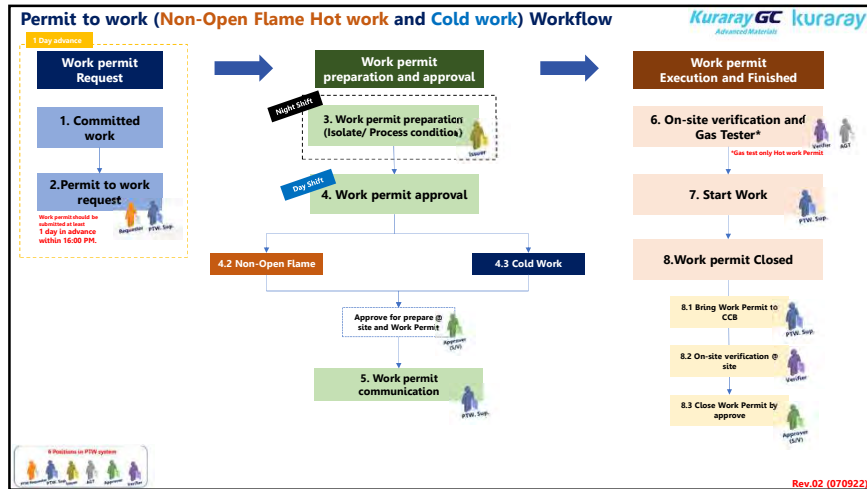 Permit to work (Non-Open Flame Hot work and Cold work) Workflow
Kuraray GC
Advanced Materials
kuraray
1 Day advance
Work permit
Request
1. Committed
work
2.Permit to work
request
Work permit should be
submitted at least
1 day in advance
within 16:00 PM.
Requester
PTW. Sup.
Work permit
preparation and approval
Night Shift
3. Work permit preparation
(Isolate/ Process condition)
Issuer
Day Shift
4. Work permit approval
4.2 Non-Open Flame
4.3 Cold Work
Approve for prepare @
site and Work Permit
Approver
(S/V)
5. Work permit
communication
PTW. Sup.
Work permit
Execution and Finished
6. On-site verification and
Gas Tester*
Verifier
AGT
*Gas test only Hot work Permit
7. Start Work
PTW. Sup.
8.Work permit Closed
8.1 Bring Work Permit to
CCB
PTW. Sup.
8.2 On-site verification @
site
Verifier
8.3 Close Work Permit by
approve
Approver
(S/V)
6 Positions in PTW system
PTW. Sup.
Issuer
AGT
Approver
Verifier
Rev.02 (070922)